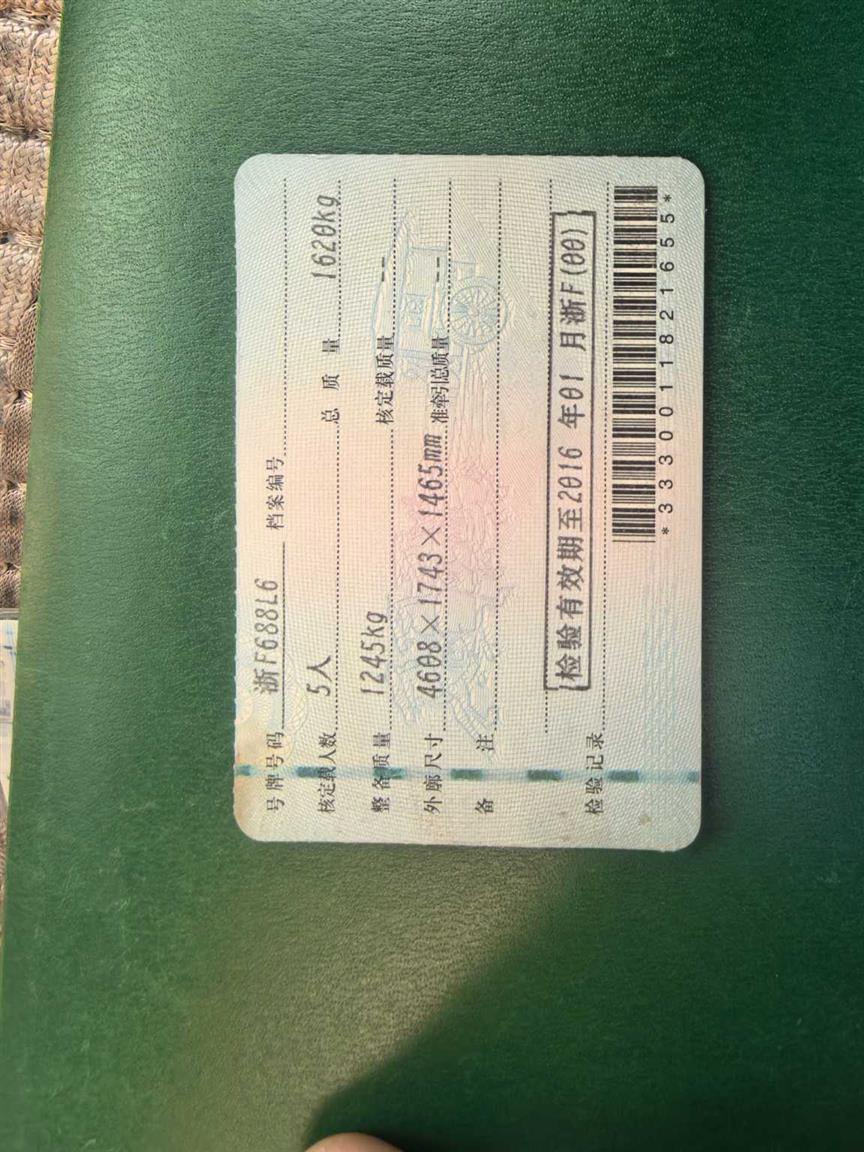 号牌号码 浙F688L6 档案编号
核定载人数 5人 总质量 1620kg
整备质量 1245kg 核定载质量 --
外廓尺寸 4608×1743×1465mm 准牵引总质量 --
备注
检验记录 检验有效期至2016年01月浙F(00)
*3330011821655*